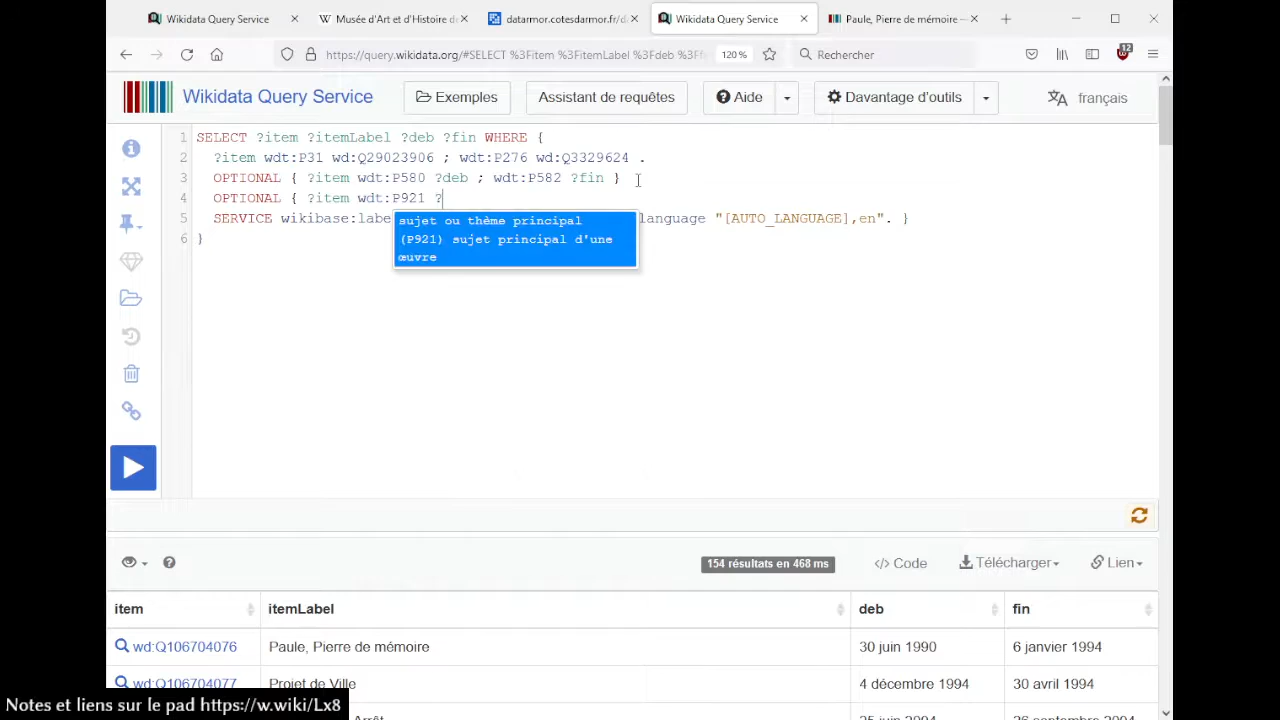 Wikidata Query Service
Musée d'Art et d'Histoire de
datarmor.cotesdarmor.fr/d
Wikidata Query Service
Paule, Pierre de mémoire —
https://query.wikidata.org/#SELECT %3Fitem %3FitemLabel %3Fdeb %3Ff
120 %
Rechercher
12
Wikidata Query Service
Exemples
Assistant de requêtes
Aide
Davantage d'outils
français
1 SELECT ?item ?itemLabel ?deb ?fin WHERE {
2 ?item wdt:P31 wd:Q29023906 ; wdt:P276 wd:Q3329624 .
3 OPTIONAL { ?item wdt:P580 ?deb ; wdt:P582 ?fin }
4 OPTIONAL { ?item wdt:P921 ?
5 SERVICE wikibase:labe anguage "[AUTO_LANGUAGE],en". }
6 }
sujet ou thème principal
(P921) sujet principal d'une
œuvre
154 résultats en 468 ms
</> Code
Télécharger
Lien
item itemLabel deb fin
wd:Q106704076 Paule, Pierre de mémoire 30 juin 1990 6 janvier 1994
wd:Q106704077 Projet de Ville 4 décembre 1994 30 avril 1994
Arrêt
Notes et liens sur le pad https://w.wiki/Lx8